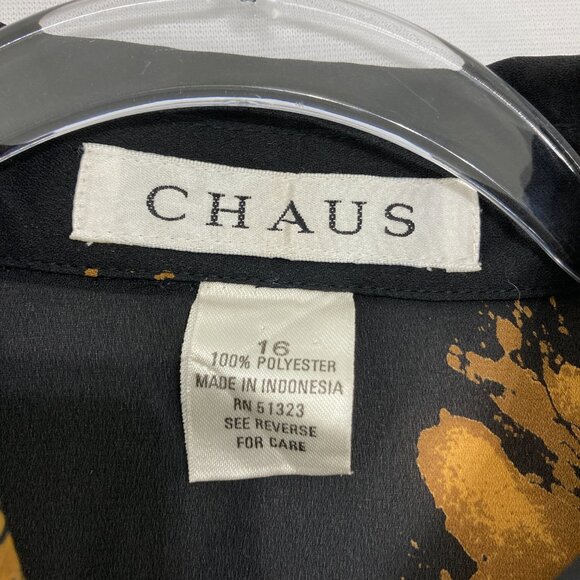 CHAUS
16
100% POLYESTER
MADE IN INDONESIA
RN 51323
SEE REVERSE
FOR CARE